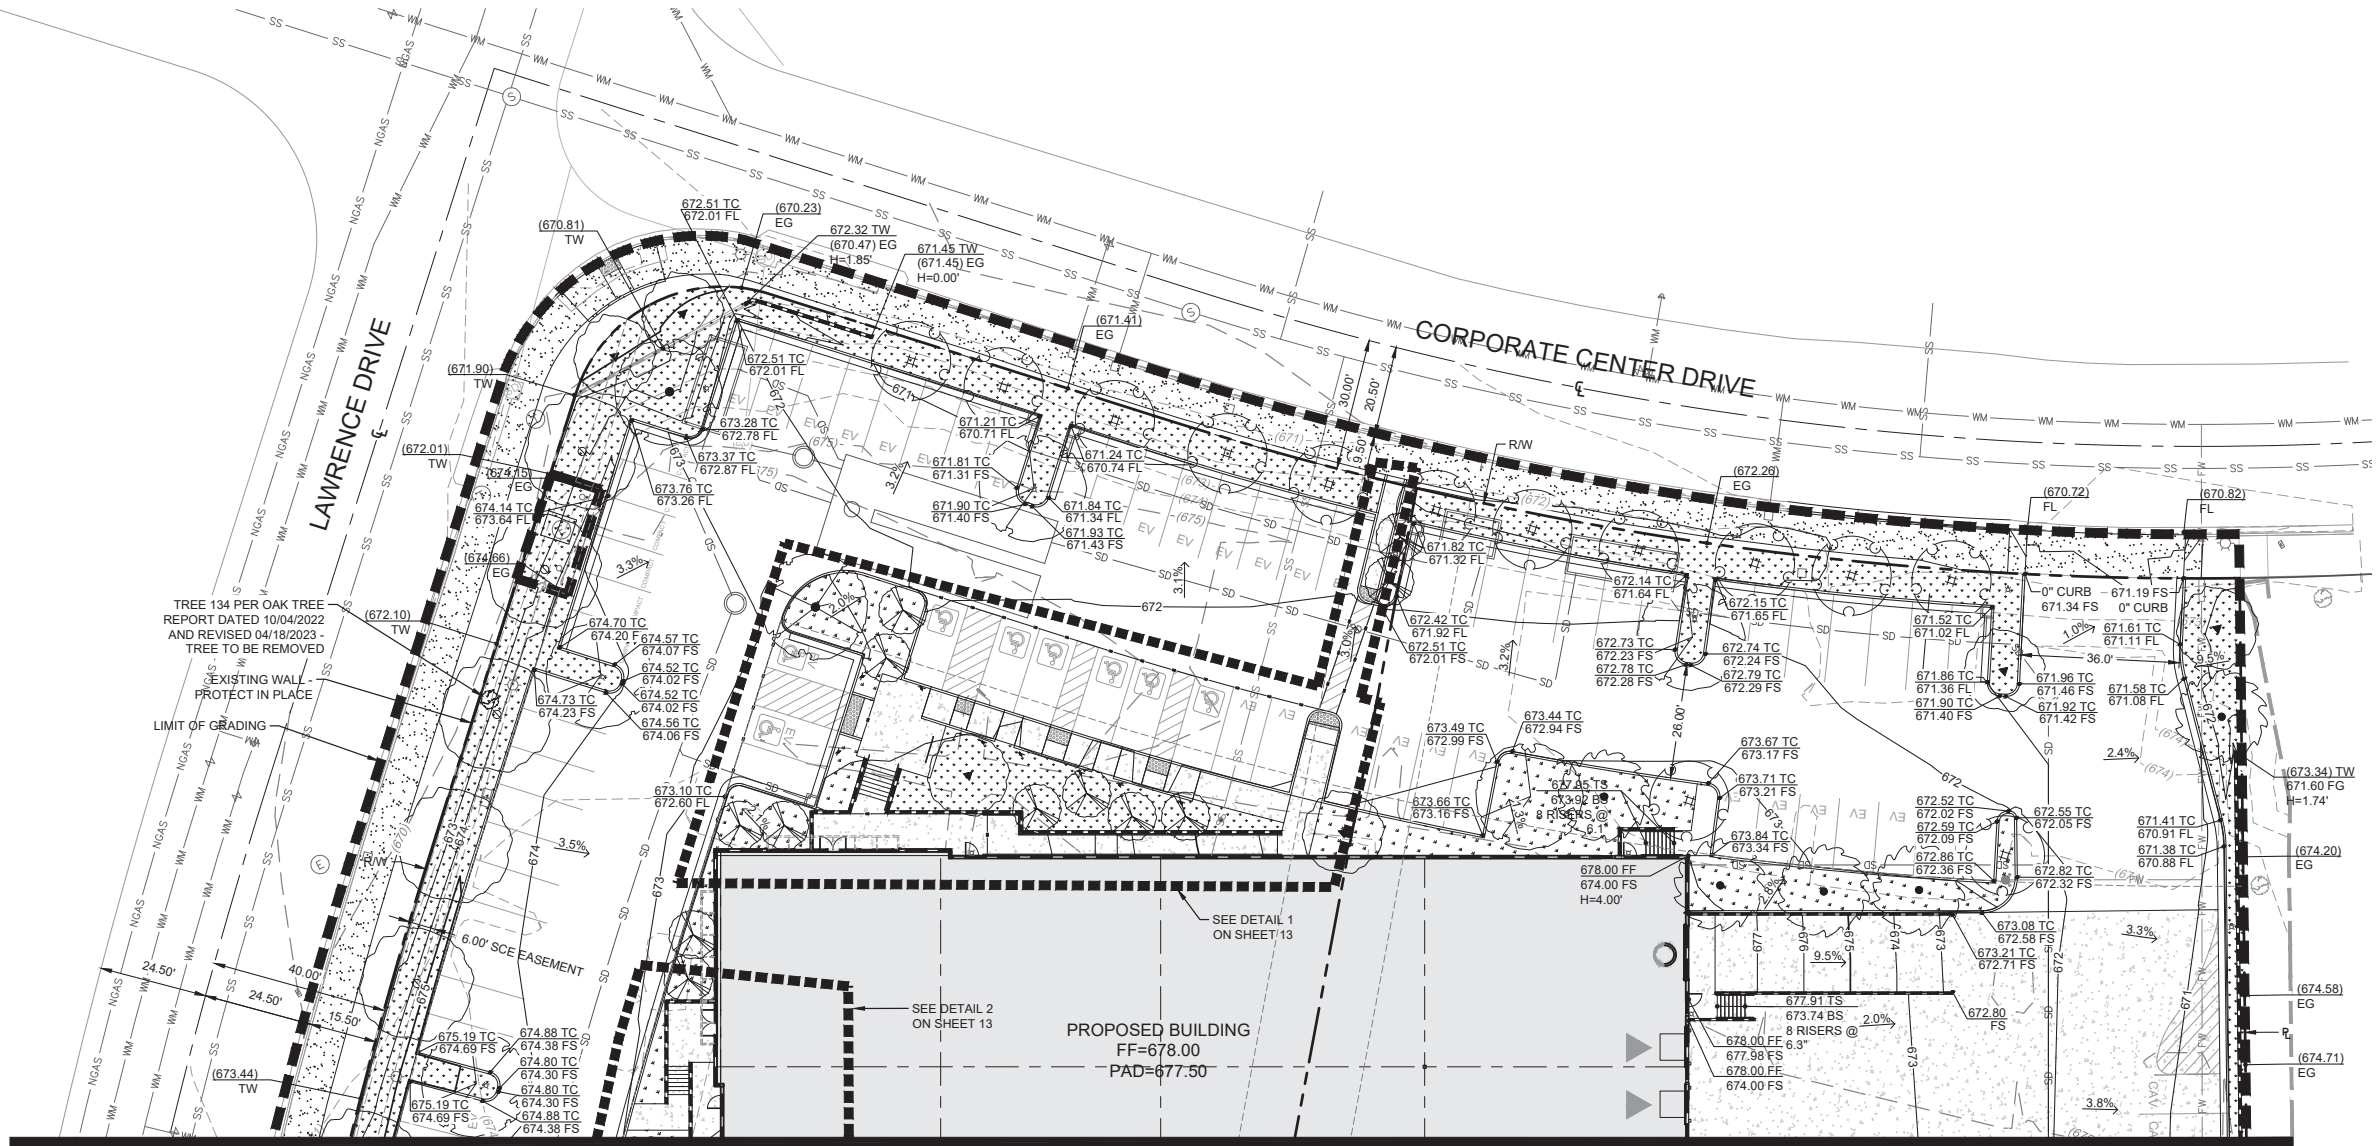 LAWRENCE DRIVE
CORPORATE CENTER DRIVE
(670.81)
TW
672.51 TC
672.01 FL
(670.23)
EG
672.32 TW
(670.47) EG
H=1.85'
671.45 TW
(671.45) EG
H=0.00'
(671.41)
EG
(671.90)
TW
672.51 TC
672.01 FL
(672.01)
TW
(674.15)
EG
674.14 TC
673.64 FL
(674.66)
EG
673.28 TC
672.78 FL
673.37 TC
672.87 FL
673.76 TC
673.26 FL
671.21 TC
670.71 FL
671.81 TC
671.31 FS
671.90 TC
671.40 FS
671.24 TC
670.74 FL
671.84 TC
671.34 FL
671.93 TC
671.43 FS
30.00'
20.50'
9.50'
R/W
(672.26)
EG
(670.72)
FL
(670.82)
FL
671.82 TC
671.32 FL
672.14 TC
671.64 FL
672.15 TC
671.65 FL
672.42 TC
671.92 FL
672.51 TC
672.01 FS
672.73 TC
672.23 FS
672.78 TC
672.28 FS
672.74 TC
672.24 FS
672.79 TC
672.29 FS
671.52 TC
671.02 FL
0" CURB
671.34 FS
671.19 FS
0" CURB
671.61 TC
671.11 FL
1.0%
36.0'
9.5%
671.86 TC
671.36 FL
671.90 TC
671.40 FS
671.96 TC
671.46 FS
671.92 TC
671.42 FS
671.58 TC
671.08 FL
TREE 134 PER OAK TREE
REPORT DATED 10/04/2022
AND REVISED 04/18/2023 -
TREE TO BE REMOVED
(672.10)
TW
EXISTING WALL -
PROTECT IN PLACE
LIMIT OF GRADING
674.70 TC
674.20 F
674.57 TC
674.07 FS
674.52 TC
674.02 FS
674.52 TC
674.02 FS
674.56 TC
674.06 FS
674.73 TC
674.23 FS
3.3%
3.2%
3.1%
3.0%
3.2%
2.0%
672
673.10 TC
672.60 FL
673.49 TC
672.99 FS
673.44 TC
672.94 FS
26.00'
673.67 TC
673.17 FS
673.71 TC
673.21 FS
677.95 TS
673.92 BS
8 RISERS @
6.1"
673.66 TC
673.16 FS
673.84 TC
673.34 FS
672.52 TC
672.02 FS
672.59 TC
672.09 FS
672.86 TC
672.36 FS
672.55 TC
672.05 FS
672.82 TC
672.32 FS
2.4%
(673.34) TW
671.60 FG
H=1.74'
671.41 TC
670.91 FL
671.38 TC
670.88 FL
(674.20)
EG
678.00 FF
674.00 FS
H=4.00'
2.8%
673.08 TC
672.58 FS
673.21 TC
672.71 FS
3.3%
677
676
675
674
673
9.5%
672
671
(674.58)
EG
677.91 TS
673.74 BS
8 RISERS @
6.3"
2.0%
672.80
FS
678.00 FF
677.98 FS
678.00 FF
674.00 FS
(674.71)
EG
3.8%
673
3.5%
674
673
R/W
6.00' SCE EASEMENT
24.50'
40.00'
24.50'
15.50'
675
675.19 TC
674.69 FS
674.88 TC
674.38 FS
674.80 TC
674.30 FS
674.80 TC
674.30 FS
674.88 TC
674.38 FS
675.19 TC
674.69 FS
(673.44)
TW
SEE DETAIL 1
ON SHEET 13
SEE DETAIL 2
ON SHEET 13
PROPOSED BUILDING
FF=678.00
PAD=677.50